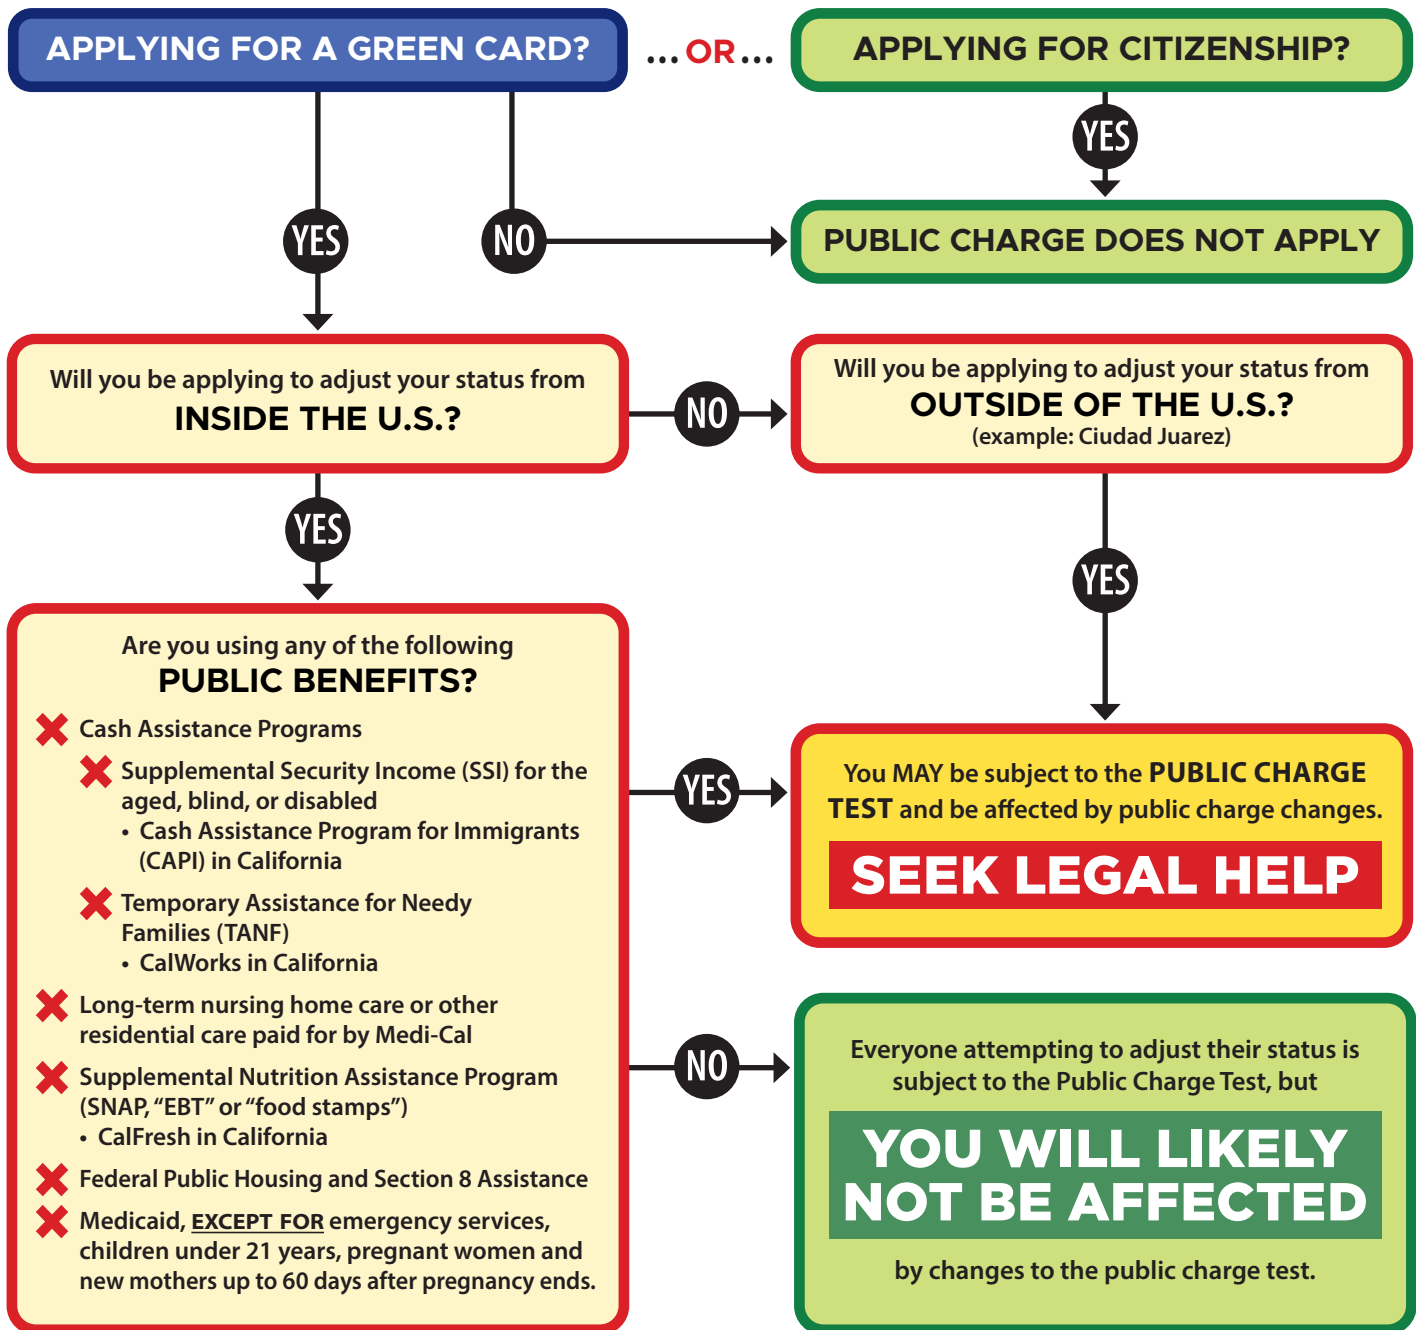 APPLYING FOR A GREEN CARD?
...OR...
APPLYING FOR CITIZENSHIP?
YES
YES
NO
PUBLIC CHARGE DOES NOT APPLY
Will you be applying to adjust your status from
INSIDE THE U.S.?
NO
Will you be applying to adjust your status from
OUTSIDE OF THE U.S.?
(example: Ciudad Juarez)
YES
YES
Are you using any of the following
PUBLIC BENEFITS?
Cash Assistance Programs
Supplemental Security Income (SSI) for the
aged, blind, or disabled
• Cash Assistance Program for Immigrants
(CAPI) in California
Temporary Assistance for Needy
Families (TANF)
• CalWorks in California
Long-term nursing home care or other
residential care paid for by Medi-Cal
Supplemental Nutrition Assistance Program
(SNAP, “EBT” or “food stamps”)
• CalFresh in California
Federal Public Housing and Section 8 Assistance
Medicaid, EXCEPT FOR emergency services,
children under 21 years, pregnant women and
new mothers up to 60 days after pregnancy ends.
YES
You MAY be subject to the PUBLIC CHARGE
TEST and be affected by public charge changes.
SEEK LEGAL HELP
NO
Everyone attempting to adjust their status is
subject to the Public Charge Test, but
YOU WILL LIKELY
NOT BE AFFECTED
by changes to the public charge test.